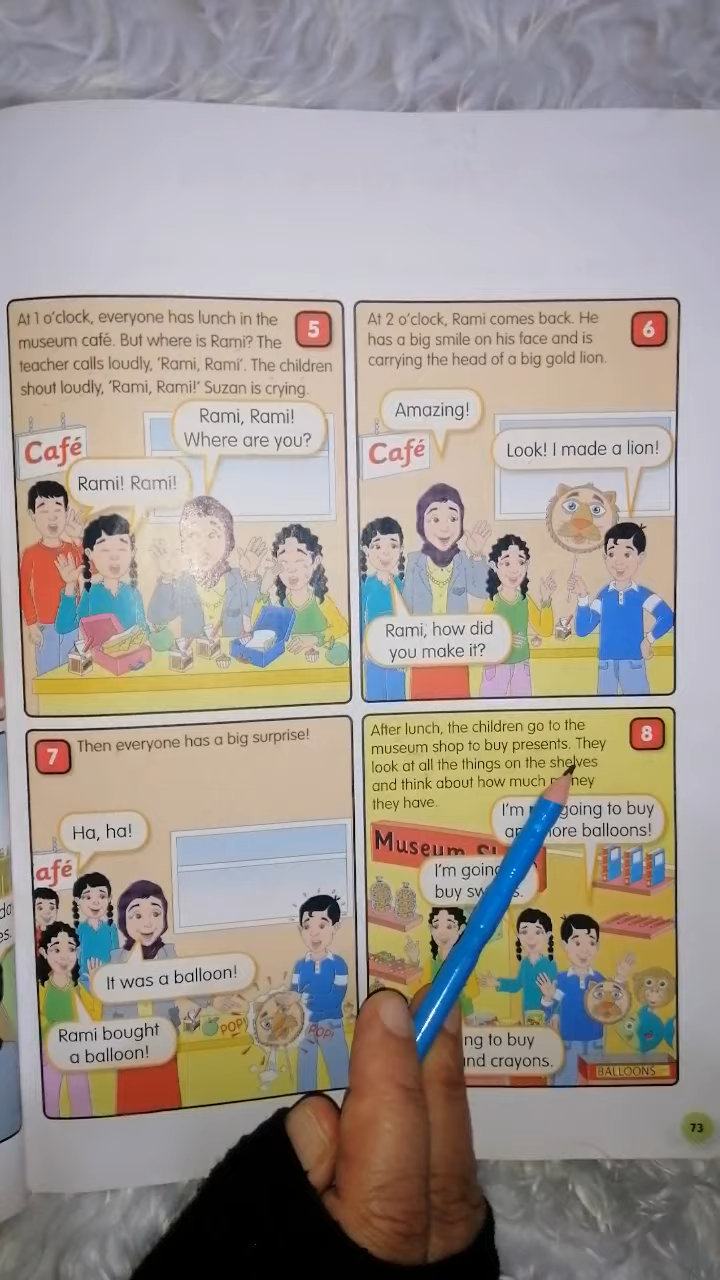 At 1 o'clock, everyone has lunch in the
museum café. But where is Rami? The
teacher calls loudly, 'Rami, Rami'. The children
shout loudly, 'Rami, Rami!' Suzan is crying.
5
Rami, Rami!
Where are you?
Café
Rami! Rami!
At 2 o'clock, Rami comes back. He
has a big smile on his face and is
carrying the head of a big gold lion.
6
Amazing!
Café
Look! I made a lion!
Rami, how did
you make it?
7
Then everyone has a big surprise!
Ha, ha!
afé
It was a balloon!
Rami bought
a balloon!
POP!
POP!
After lunch, the children go to the
museum shop to buy presents. They
look at all the things on the shelves
and think about how much
they have.
8
I'm going to buy
balloons!
Museum
I'm
buy
to buy
crayons.
BALLOONS
73